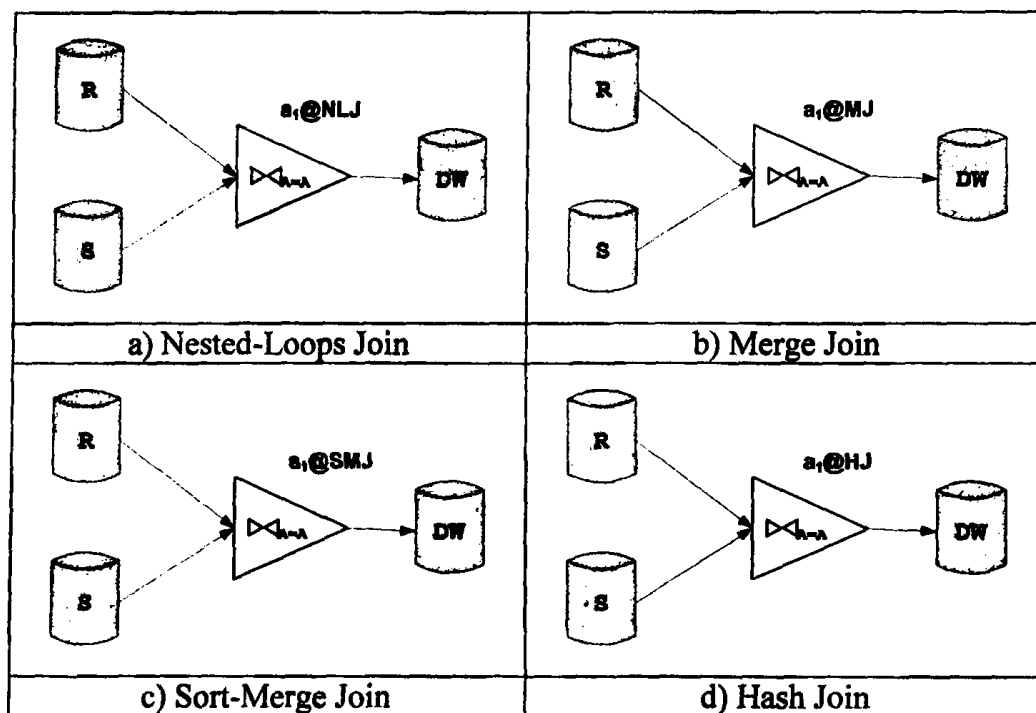 R
a₁@NLJ
⋈A=A
DW
S
a) Nested-Loops Join
R
a₁@MJ
⋈A=A
DW
S
b) Merge Join
R
a₁@SMJ
⋈A=A
DW
S
c) Sort-Merge Join
R
a₁@HJ
⋈A=A
DW
S
d) Hash Join